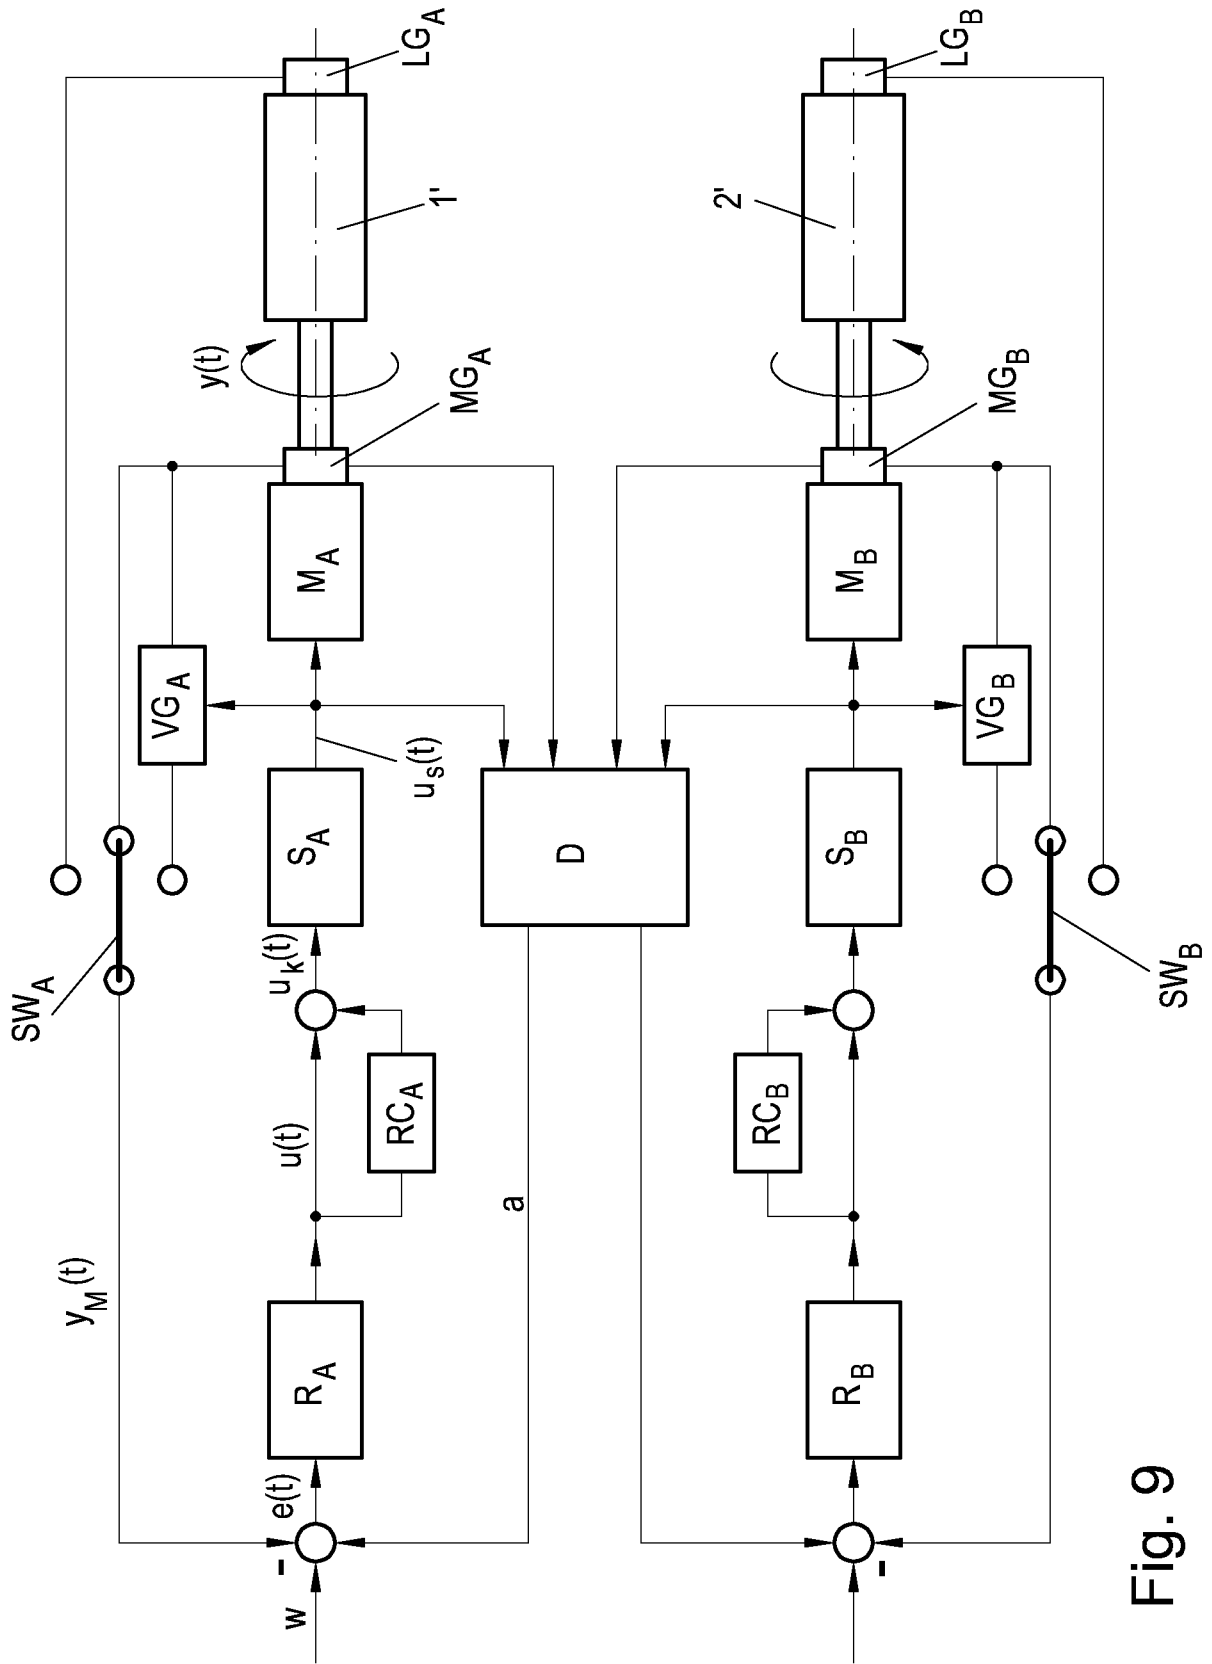 SW_A
y_M(t)
VG_A
LG_A
w
-
e(t)
R_A
u(t)
RC_A
u_k(t)
S_A
u_s(t)
M_A
MG_A
y(t)
1'
a
D
R_B
RC_B
S_B
M_B
MG_B
2'
LG_B
-
VG_B
SW_B
Fig. 9